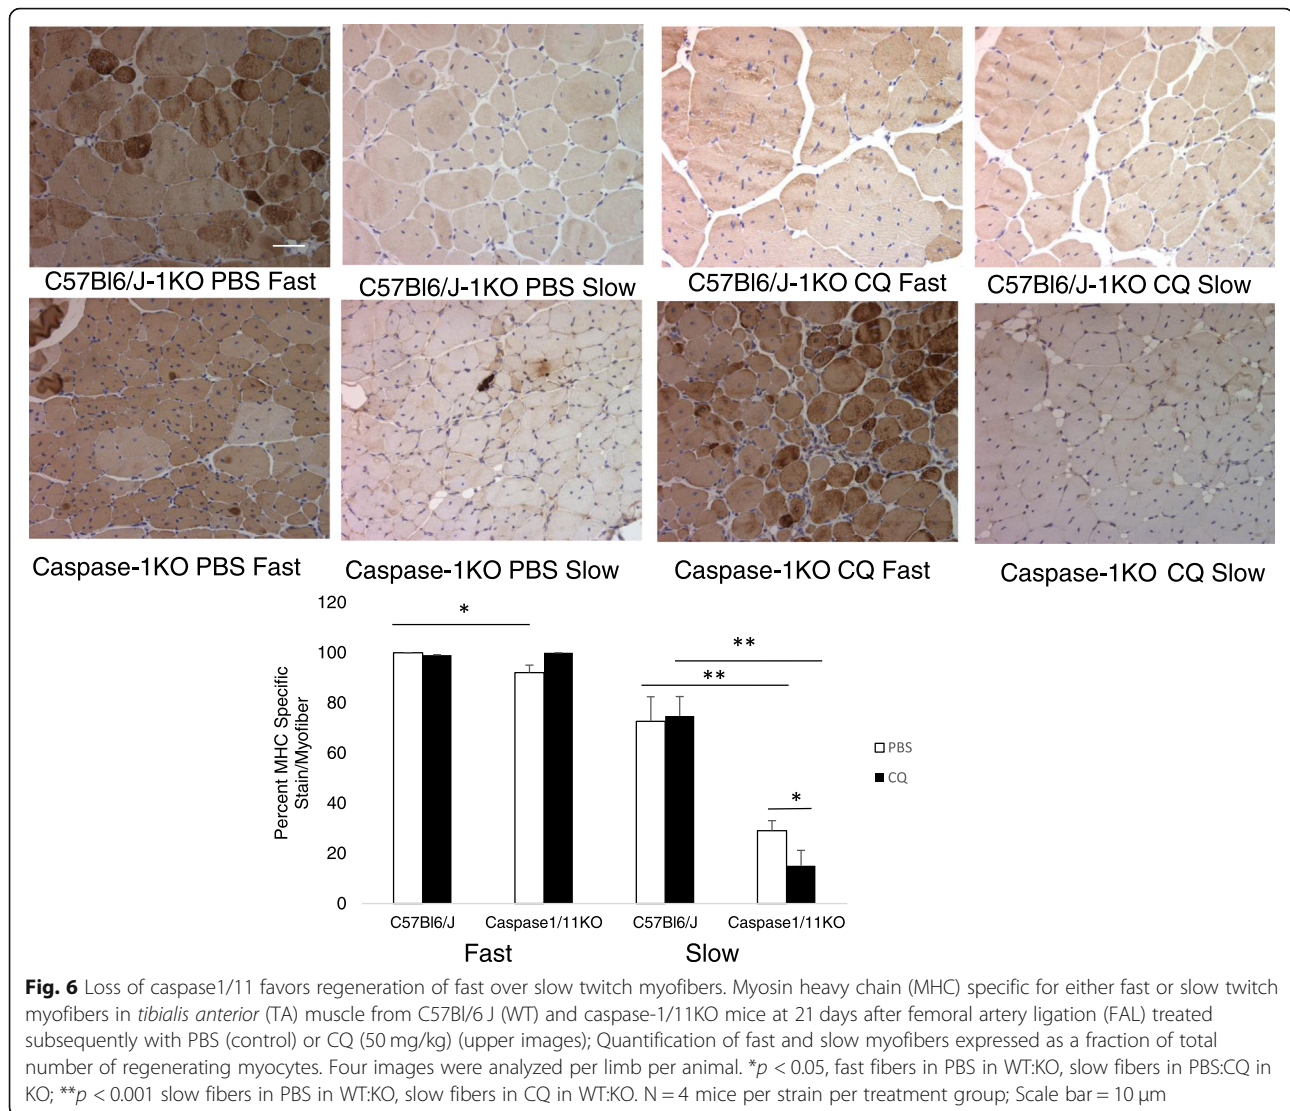 C57Bl6/J-1KO PBS Fast
C57Bl6/J-1KO PBS Slow
C57Bl6/J-1KO CQ Fast
C57Bl6/J-1KO CQ Slow
Caspase-1KO PBS Fast
Caspase-1KO PBS Slow
Caspase-1KO CQ Fast
Caspase-1KO CQ Slow
Percent MHC Specific
Stain/Myofiber
120
100
80
60
40
20
0
*
**
**
*
PBS
CQ
C57Bl6/J
Caspase1/11KO
C57Bl6/J
Caspase1/11KO
Fast
Slow
Fig. 6 Loss of caspase1/11 favors regeneration of fast over slow twitch myofibers. Myosin heavy chain (MHC) specific for either fast or slow twitch
myofibers in tibialis anterior (TA) muscle from C57Bl/6 J (WT) and caspase-1/11KO mice at 21 days after femoral artery ligation (FAL) treated
subsequently with PBS (control) or CQ (50 mg/kg) (upper images); Quantification of fast and slow myofibers expressed as a fraction of total
number of regenerating myocytes. Four images were analyzed per limb per animal. *p < 0.05, fast fibers in PBS in WT:KO, slow fibers in PBS:CQ in
KO; **p < 0.001 slow fibers in PBS in WT:KO, slow fibers in CQ in WT:KO. N = 4 mice per strain per treatment group; Scale bar = 10 μm